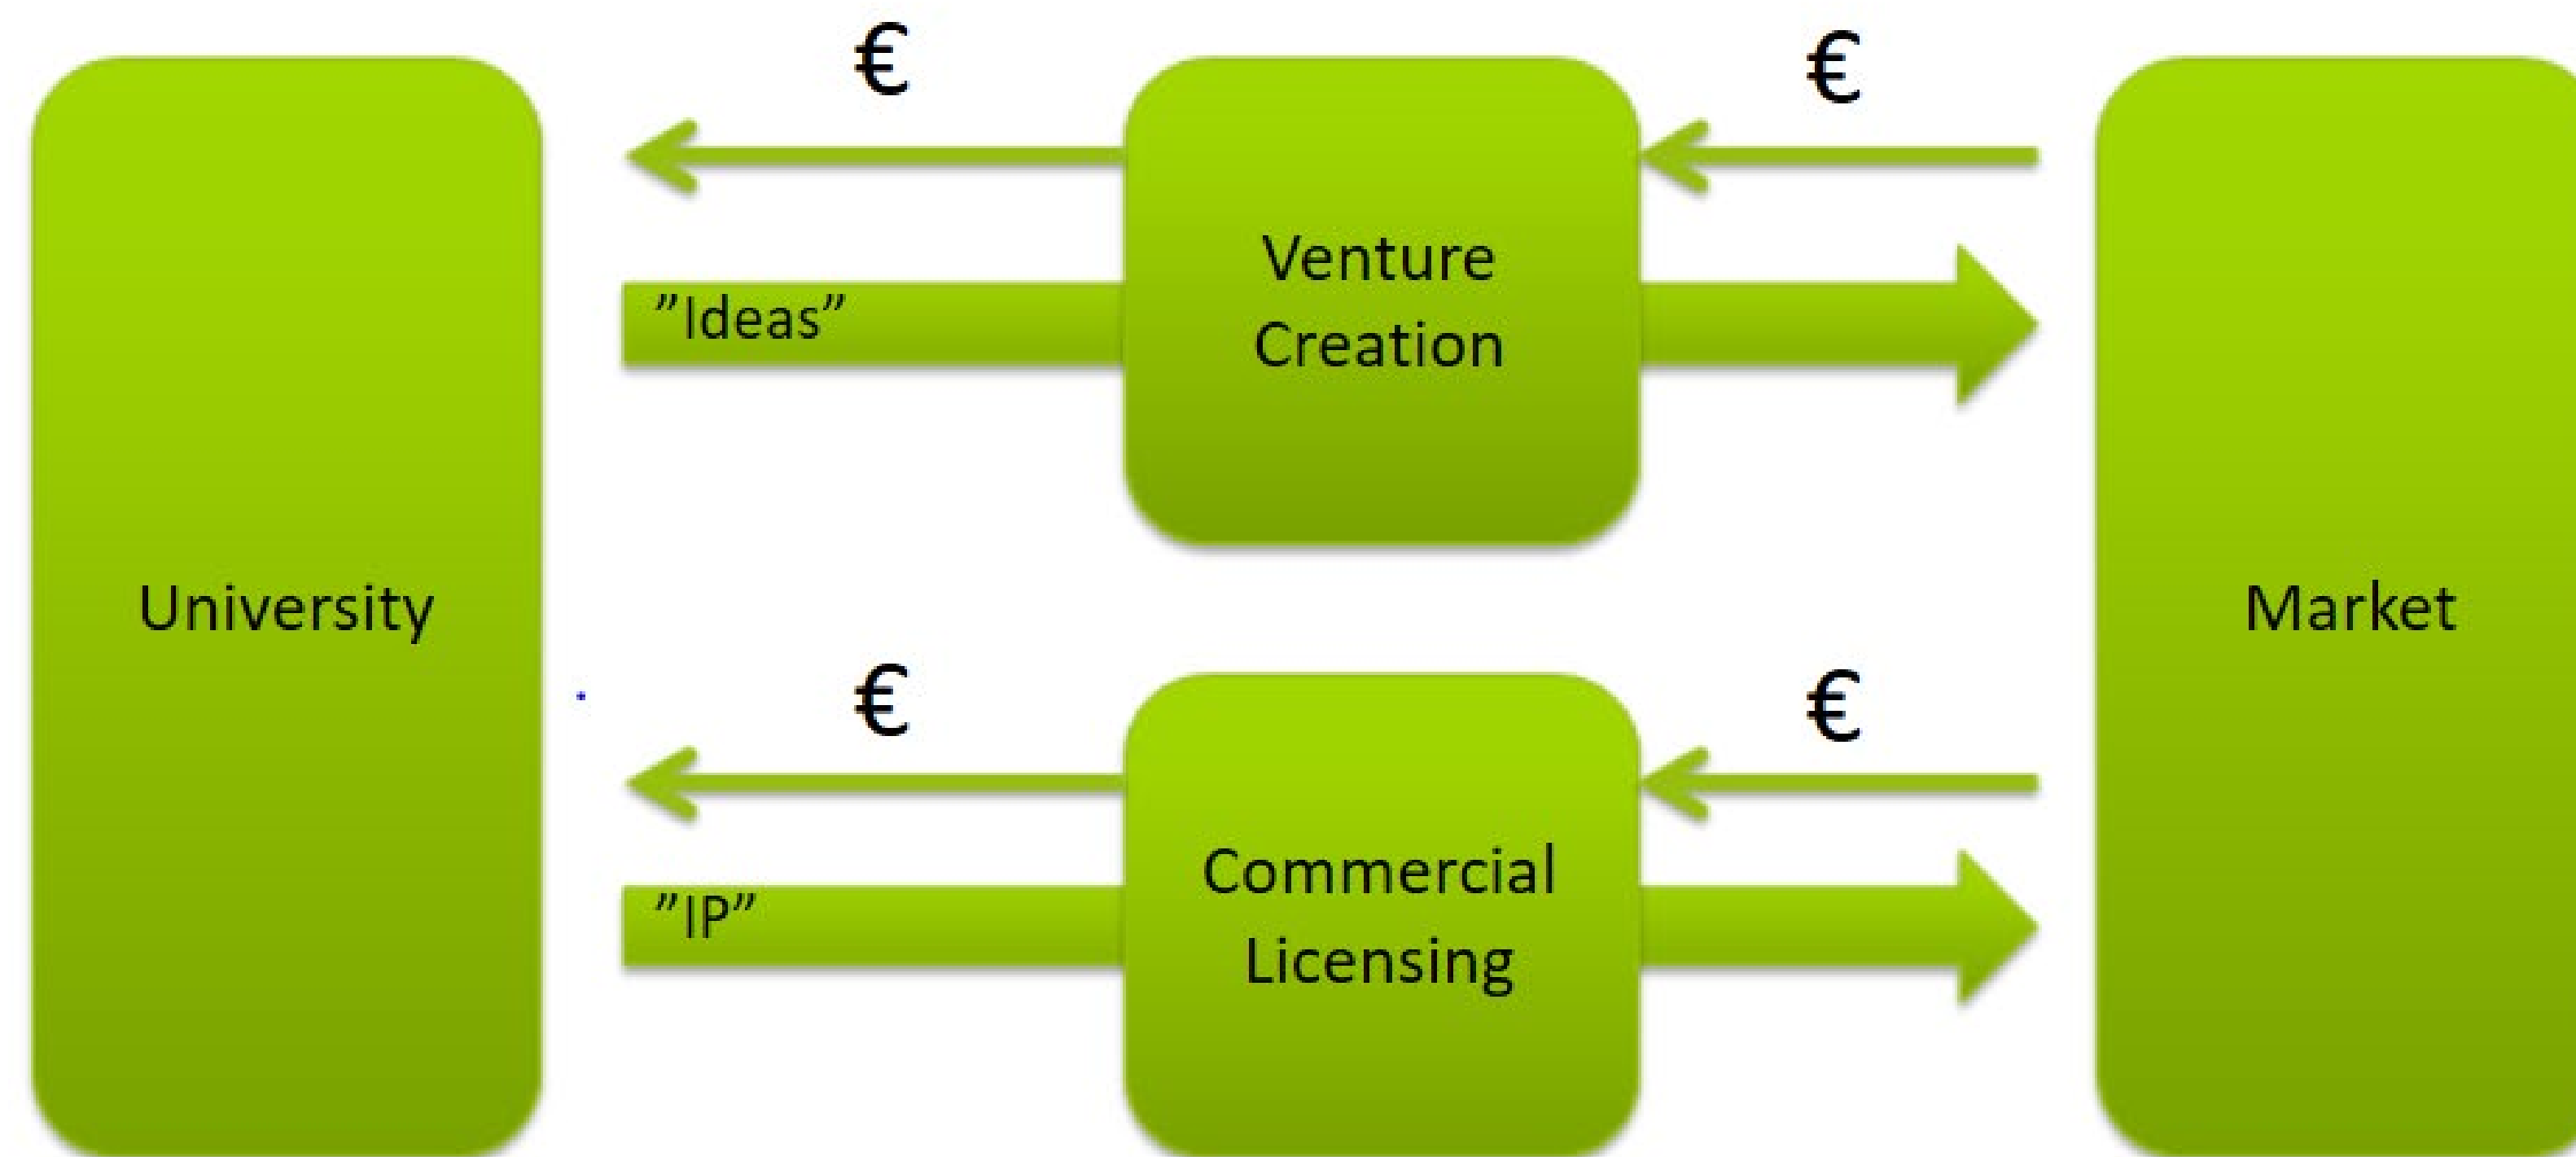 €
€
”Ideas”
Venture
Creation
University
Market
€
€
”IP”
Commercial
Licensing